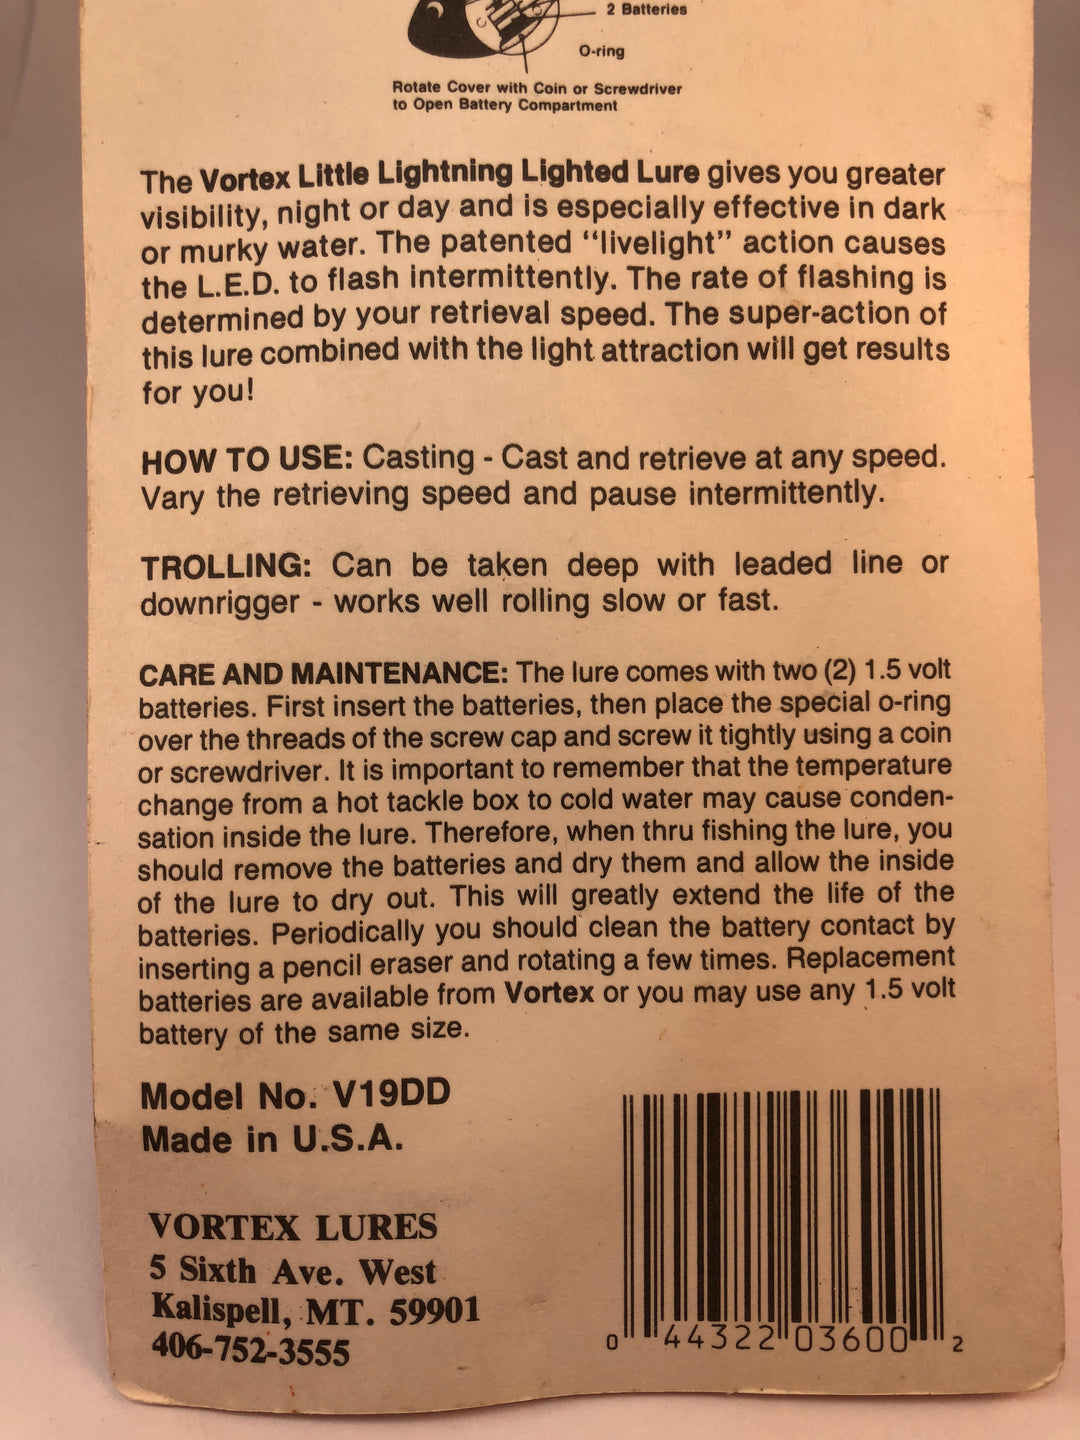 2 Batteries
O-ring
Rotate Cover with Coin or Screwdriver
to Open Battery Compartment
The Vortex Little Lightning Lighted Lure gives you greater
visibility, night or day and is especially effective in dark
or murky water. The patented "livelight" action causes
the L.E.D. to flash intermittently. The rate of flashing is
determined by your retrieval speed. The super-action of
this lure combined with the light attraction will get results
for you!
HOW TO USE: Casting - Cast and retrieve at any speed.
Vary the retrieving speed and pause intermittently.
TROLLING: Can be taken deep with leaded line or
downrigger - works well rolling slow or fast.
CARE AND MAINTENANCE: The lure comes with two (2) 1.5 volt
batteries. First insert the batteries, then place the special o-ring
over the threads of the screw cap and screw it tightly using a coin
or screwdriver. It is important to remember that the temperature
change from a hot tackle box to cold water may cause conden-
sation inside the lure. Therefore, when thru fishing the lure, you
should remove the batteries and dry them and allow the inside
of the lure to dry out. This will greatly extend the life of the
batteries. Periodically you should clean the battery contact by
inserting a pencil eraser and rotating a few times. Replacement
batteries are available from Vortex or you may use any 1.5 volt
battery of the same size.
Model No. V19DD
Made in U.S.A.
VORTEX LURES
5 Sixth Ave. West
Kalispell, MT. 59901
406-752-3555
0 44322 03600 2